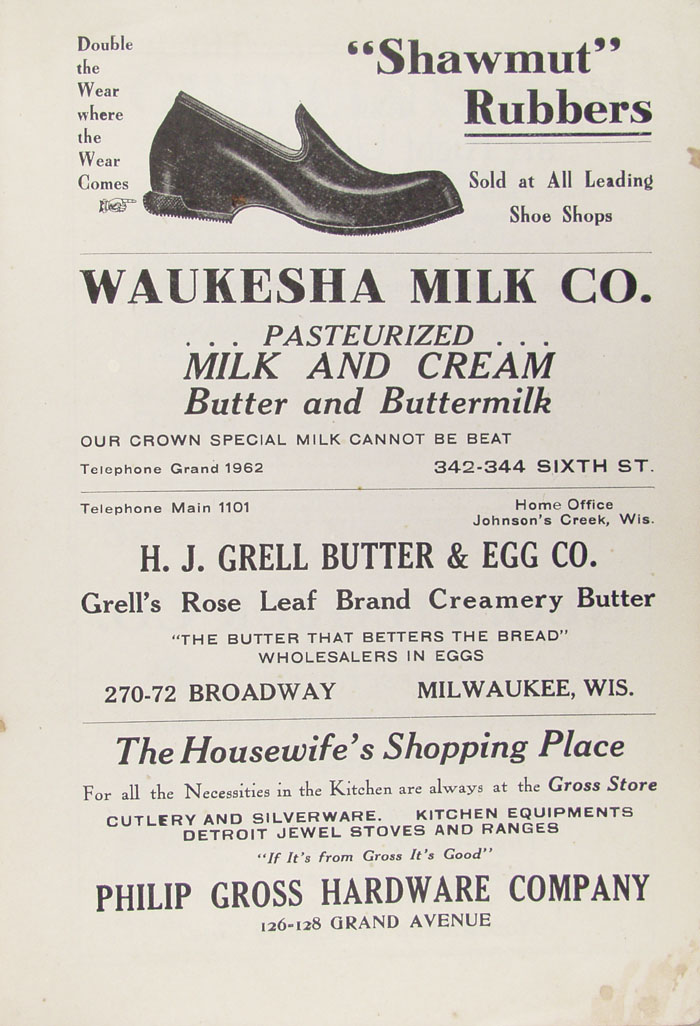 Double
the
Wear
where
the
Wear
Comes
"Shawmut"
Rubbers
Sold at All Leading
Shoe Shops
WAUKESHA MILK CO.
. . . PASTEURIZED . . .
MILK AND CREAM
Butter and Buttermilk
OUR CROWN SPECIAL MILK CANNOT BE BEAT
Telephone Grand 1962 342-344 SIXTH ST.
Telephone Main 1101
Home Office
Johnson's Creek, Wis.
H. J. GRELL BUTTER & EGG CO.
Grell's Rose Leaf Brand Creamery Butter
"THE BUTTER THAT BETTERS THE BREAD"
WHOLESALERS IN EGGS
270-72 BROADWAY MILWAUKEE, WIS.
The Housewife's Shopping Place
For all the Necessities in the Kitchen are always at the Gross Store
CUTLERY AND SILVERWARE. KITCHEN EQUIPMENTS
DETROIT JEWEL STOVES AND RANGES
"If It's from Gross It's Good"
PHILIP GROSS HARDWARE COMPANY
126-128 GRAND AVENUE